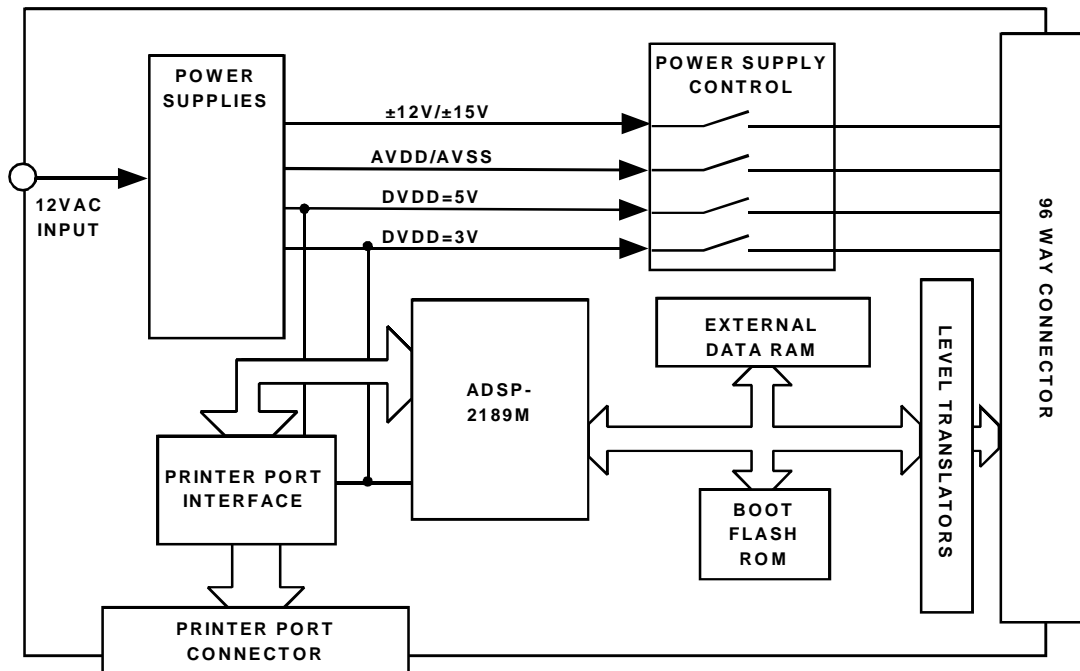 POWER
SUPPLIES
POWER SUPPLY
CONTROL
±12V/±15V
AVDD/AVSS
DVDD=5V
DVDD=3V
12VAC
INPUT
96 WAY CONNECTOR
EXTERNAL
DATA RAM
ADSP-
2189M
LEVEL TRANSLATORS
PRINTER PORT
INTERFACE
BOOT
FLASH
ROM
PRINTER PORT
CONNECTOR